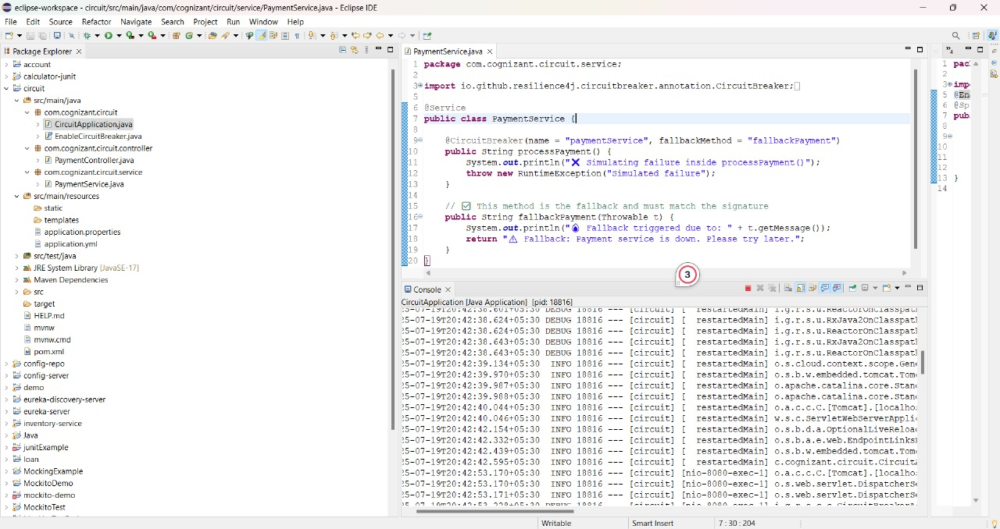 eclipse-workspace - circuit/src/main/java/com/cognizant/circuit/service/PaymentService.java - Eclipse IDE
File Edit Source Refactor Navigate Search Project Run Window Help
Package Explorer
account
calculator-junit
circuit
src/main/java
com.cognizant.circuit
CircuitApplication.java
EnableCircuitBreaker.java
com.cognizant.circuit.controller
PaymentController.java
com.cognizant.circuit.service
PaymentService.java
src/main/resources
static
templates
application.properties
application.yml
src/test/java
JRE System Library [JavaSE-17]
Maven Dependencies
src
target
HELP.md
mvnw
mvnw.cmd
pom.xml
config-repo
config-server
demo
eureka-discovery-server
eureka-server
inventory-service
Java
junitExample
loan
MockingExample
MockitoDemo
mockito-demo
MockitoTest
PaymentService.java
1 package com.cognizant.circuit.service;
2
3 import io.github.resilience4j.circuitbreaker.annotation.CircuitBreaker;
5
6 @Service
7 public class PaymentService {
8
9 @CircuitBreaker(name = "paymentService", fallbackMethod = "fallbackPayment")
10 public String processPayment() {
11 System.out.println("❌ Simulating failure inside processPayment()");
12 throw new RuntimeException("Simulated failure");
13 }
14
15 // ✅ This method is the fallback and must match the signature
16 public String fallbackPayment(Throwable t) {
17 System.out.println("🔥 Fallback triggered due to: " + t.getMessage());
18 return "⚠ Fallback: Payment service is down. Please try later.";
19 }
20 }
3
Console
CircuitApplication [Java Application] [pid: 18816]
25-07-19T20:42:38.601+05:30 DEBUG 18816 --- [circuit] [ restartedMain] i.g.r.s.u.ReactorOnClasspat
25-07-19T20:42:38.624+05:30 DEBUG 18816 --- [circuit] [ restartedMain] i.g.r.s.u.RxJava2OnClasspat
25-07-19T20:42:38.624+05:30 DEBUG 18816 --- [circuit] [ restartedMain] i.g.r.s.u.ReactorOnClasspat
25-07-19T20:42:38.643+05:30 DEBUG 18816 --- [circuit] [ restartedMain] i.g.r.s.u.RxJava2OnClasspat
25-07-19T20:42:38.643+05:30 DEBUG 18816 --- [circuit] [ restartedMain] i.g.r.s.u.ReactorOnClasspat
25-07-19T20:42:39.134+05:30 INFO 18816 --- [circuit] [ restartedMain] o.s.cloud.context.scope.Gen
25-07-19T20:42:39.970+05:30 INFO 18816 --- [circuit] [ restartedMain] o.s.b.w.embedded.tomcat.Tom
25-07-19T20:42:39.987+05:30 INFO 18816 --- [circuit] [ restartedMain] o.apache.catalina.core.Stan
25-07-19T20:42:39.988+05:30 INFO 18816 --- [circuit] [ restartedMain] o.apache.catalina.core.Stan
25-07-19T20:42:40.044+05:30 INFO 18816 --- [circuit] [ restartedMain] o.a.c.c.C.[Tomcat].[localho
25-07-19T20:42:40.046+05:30 INFO 18816 --- [circuit] [ restartedMain] w.s.c.ServletWebServerAppli
25-07-19T20:42:42.154+05:30 INFO 18816 --- [circuit] [ restartedMain] o.s.b.d.a.OptionalLiveReloa
25-07-19T20:42:42.332+05:30 INFO 18816 --- [circuit] [ restartedMain] o.s.b.a.e.web.EndpointLinks
25-07-19T20:42:42.439+05:30 INFO 18816 --- [circuit] [ restartedMain] o.s.b.w.embedded.tomcat.Tom
25-07-19T20:42:42.595+05:30 INFO 18816 --- [circuit] [ restartedMain] c.cognizant.circuit.Circuit
25-07-19T20:42:53.170+05:30 INFO 18816 --- [circuit] [nio-8080-exec-1] o.a.c.c.C.[Tomcat].[localho
25-07-19T20:42:53.170+05:30 INFO 18816 --- [circuit] [nio-8080-exec-1] o.s.web.servlet.DispatcherS
25-07-19T20:42:53.171+05:30 INFO 18816 --- [circuit] [nio-8080-exec-1] o.s.web.servlet.DispatcherS
4
1 pac
2
3 imp
5 @En
6 @Sp
7 pub
8
9
10
11
12
13 }
14
Writable Smart Insert 7 : 30 : 204